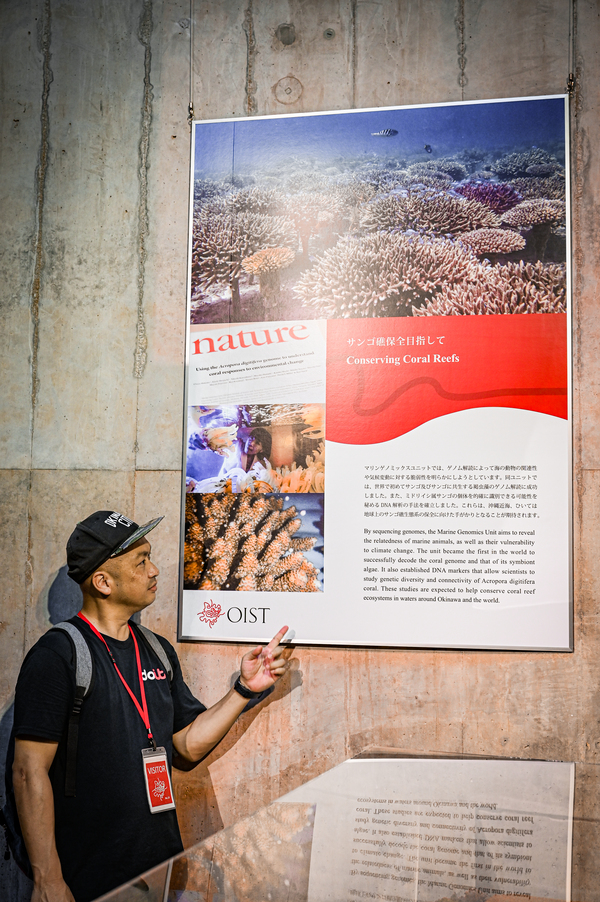 nature
Using the Acropora digitifera genome to understand
coral responses to environmental change
サンゴ礁保全目指して
Conserving Coral Reefs
マリンゲノミックスユニットでは、ゲノム解読によって海の動物の関連性
や気候変動に対する脆弱性を明らかにしようとしています。同ユニットで
は、世界で初めてサンゴ及びサンゴに共生する褐虫藻のゲノム解読に成功
しました。また、ミドリイシ属サンゴの個体を的確に識別できる可能性を
秘める DNA 解析の手法を確立しました。これらは、沖縄近海、ひいては
地球上のサンゴ礁生態系の保全に向けた手がかりとなることが期待されます。
By sequencing genomes, the Marine Genomics Unit aims to reveal
the relatedness of marine animals, as well as their vulnerability
to climate change. The unit became the first in the world to
successfully decode the coral genome and that of its symbiont
algae. It also established DNA markers that allow scientists to
study genetic diversity and connectivity of Acropora digitifera
coral. These studies are expected to help conserve coral reef
ecosystems in waters around Okinawa and the world.
OIST
VISITOR